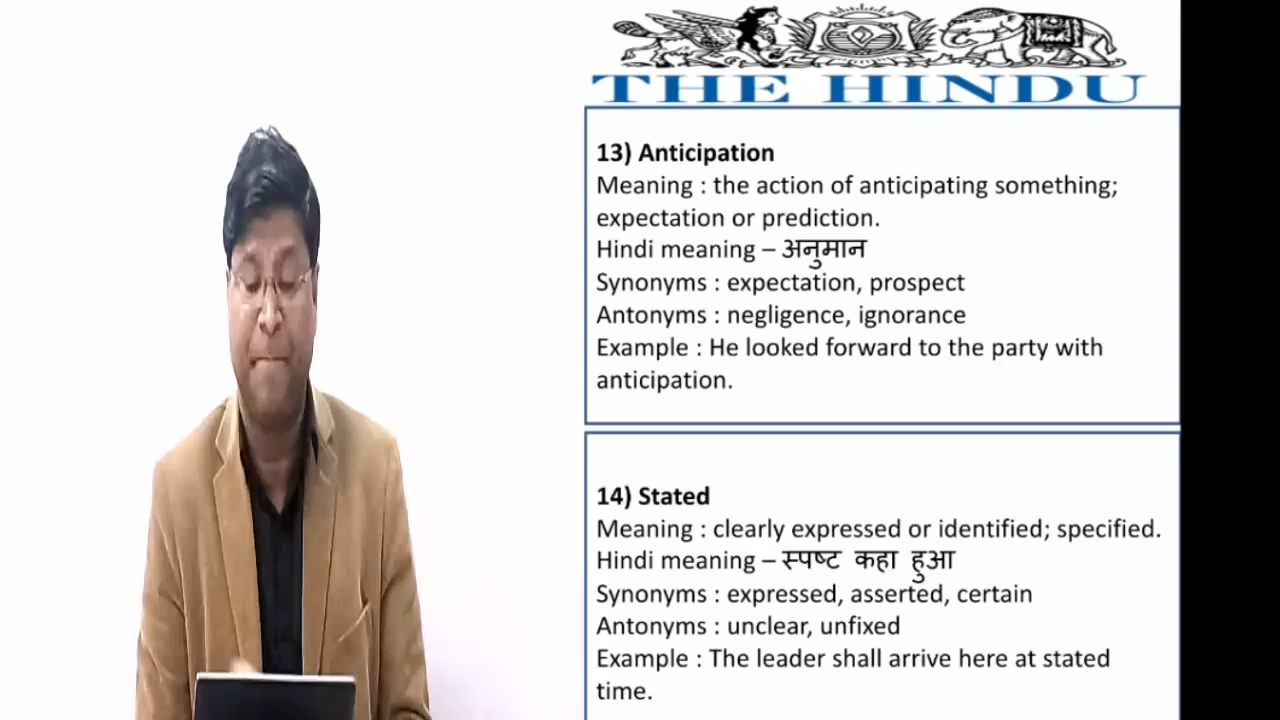 THE HINDU
13) Anticipation
Meaning : the action of anticipating something;
expectation or prediction.
Hindi meaning – अनुमान
Synonyms : expectation, prospect
Antonyms : negligence, ignorance
Example : He looked forward to the party with
anticipation.
14) Stated
Meaning : clearly expressed or identified; specified.
Hindi meaning – स्पष्ट कहा हुआ
Synonyms : expressed, asserted, certain
Antonyms : unclear, unfixed
Example : The leader shall arrive here at stated
time.